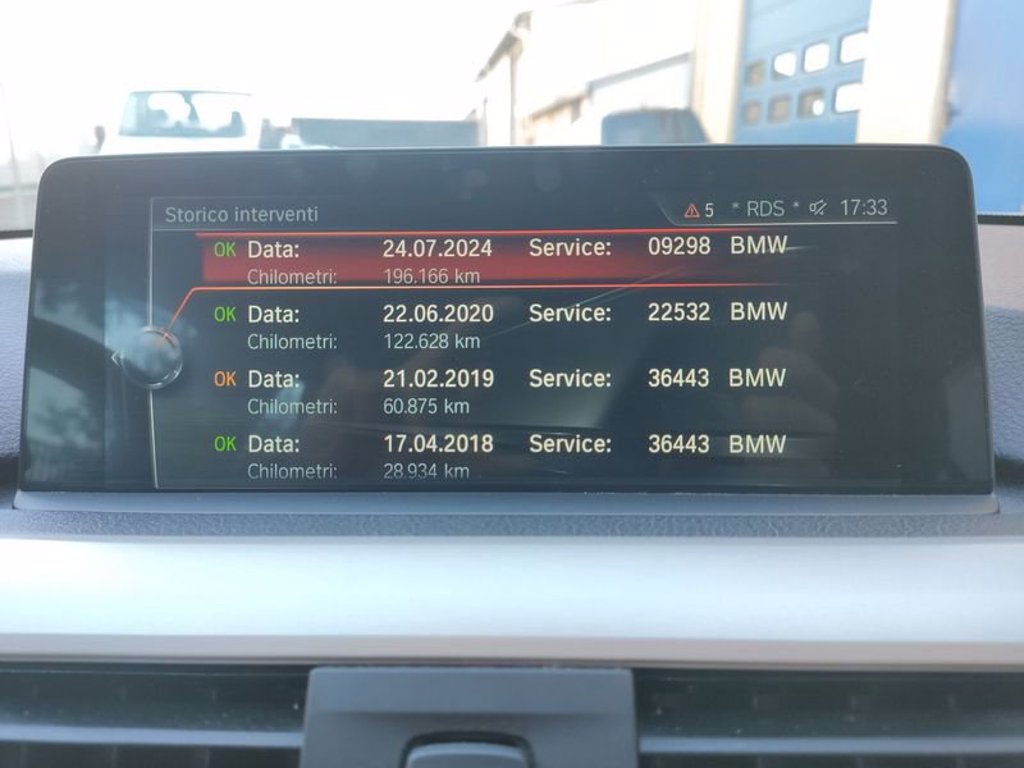 Storico interventi 5 * RDS * 17:33
OK Data: 24.07.2024 Service: 09298 BMW
Chilometri: 196.166 km
OK Data: 22.06.2020 Service: 22532 BMW
Chilometri: 122.628 km
OK Data: 21.02.2019 Service: 36443 BMW
Chilometri: 60.875 km
OK Data: 17.04.2018 Service: 36443 BMW
Chilometri: 28.934 km